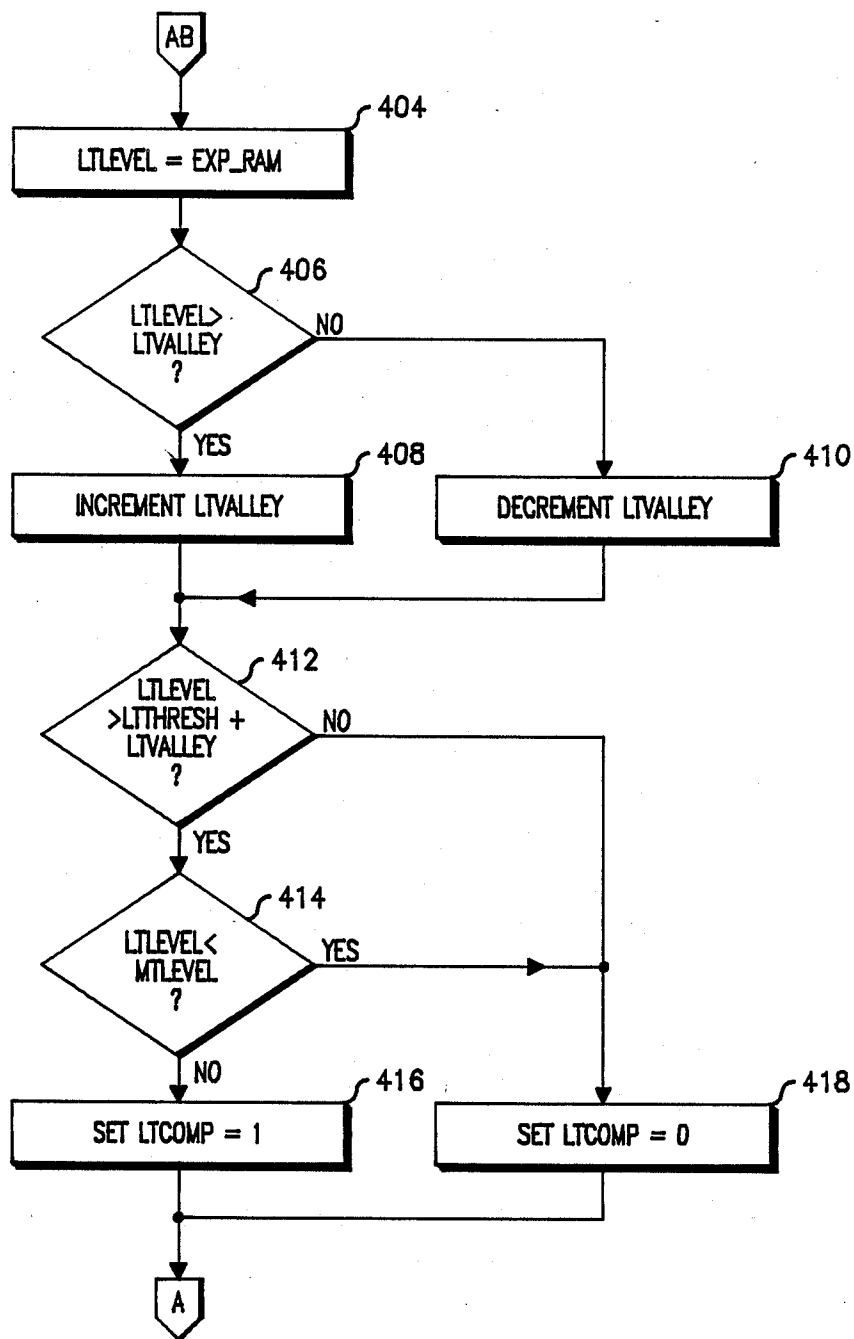 AB
404
LTLEVEL = EXP_RAM
406
LTLEVEL>
LTVALLEY
?
NO
YES
408
INCREMENT LTVALLEY
410
DECREMENT LTVALLEY
412
LTLEVEL
>LTTHRESH +
LTVALLEY
?
NO
YES
414
LTLEVEL<
MTLEVEL
?
YES
NO
416
SET LTCOMP = 1
418
SET LTCOMP = 0
A